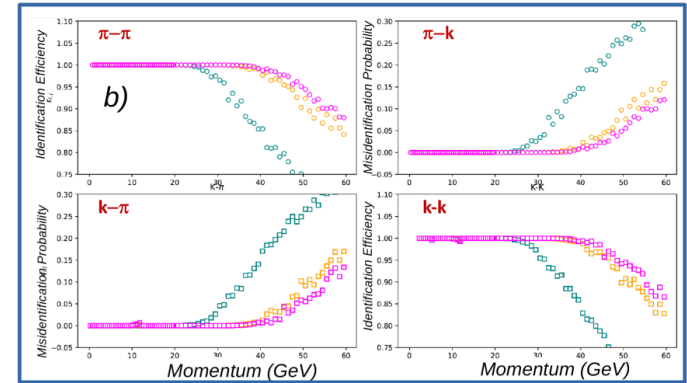 π–π
π–k
b)
Identification Efficiency
1.10
1.05
1.00
0.95
0.90
0.85
0.80
0.75
0 10 20 30 40 50 60
K-π
Misidentification Probability
0.30
0.25
0.20
0.15
0.10
0.05
0.00
−0.05
0 10 20 30 40 50 60
K-K
k–π
k-k
Misidentification Probability
0.30
0.25
0.20
0.15
0.10
0.05
0.00
−0.05
0 10 20 30 40 50 60
Momentum (GeV)
Identification Efficiency
1.10
1.05
1.00
0.95
0.90
0.85
0.80
0.75
0 10 20 30 40 50 60
Momentum (GeV)